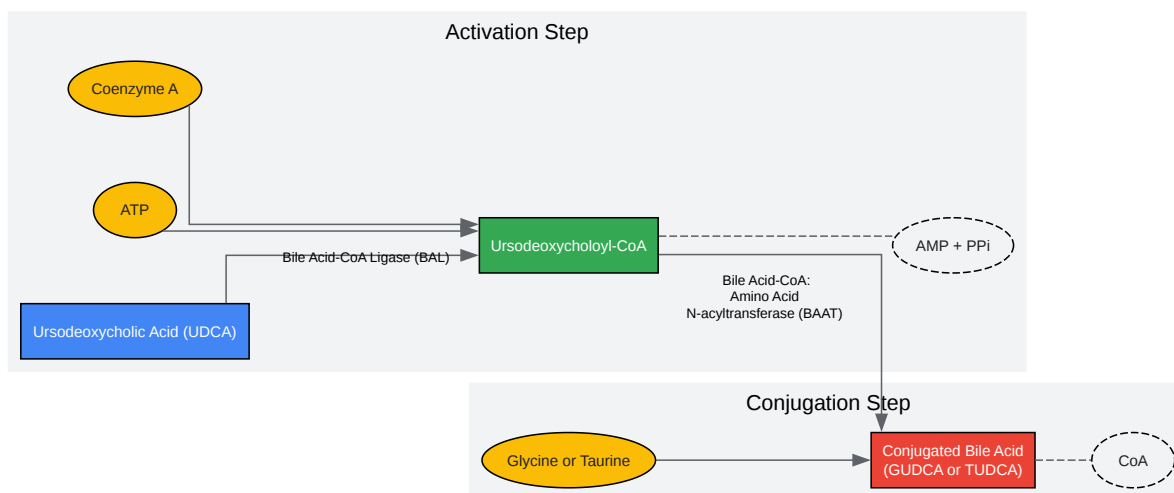 Activation Step
Coenzyme A
ATP
Ursodeoxycholoyl-CoA
AMP + PPi
Bile Acid-CoA Ligase (BAL)
Bile Acid-CoA:
Amino Acid
N-acyltransferase (BAAT)
Ursodeoxycholic Acid (UDCA)
Conjugation Step
Glycine or Taurine
Conjugated Bile Acid
(GUDCA or TUDCA)
CoA